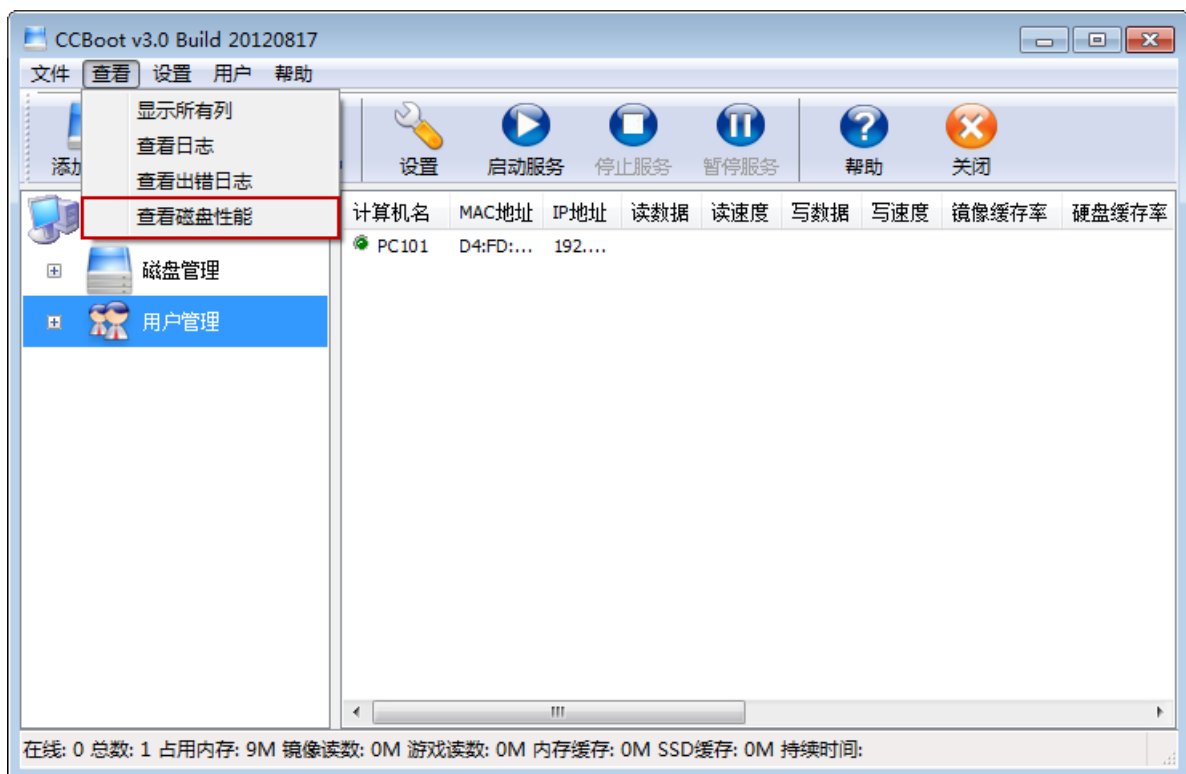 CCBoot v3.0 Build 20120817
文件 查看 设置 用户 帮助
显示所有列
查看日志
查看出错日志
查看磁盘性能
添加
设置 启动服务 停止服务 暂停服务 帮助 关闭
计算机名 MAC地址 IP地址 读数据 读速度 写数据 写速度 镜像缓存率 硬盘缓存率
PC101 D4:FD:... 192....
磁盘管理
用户管理
在线: 0 总数: 1 占用内存: 9M 镜像读数: 0M 游戏读数: 0M 内存缓存: 0M SSD缓存: 0M 持续时间: